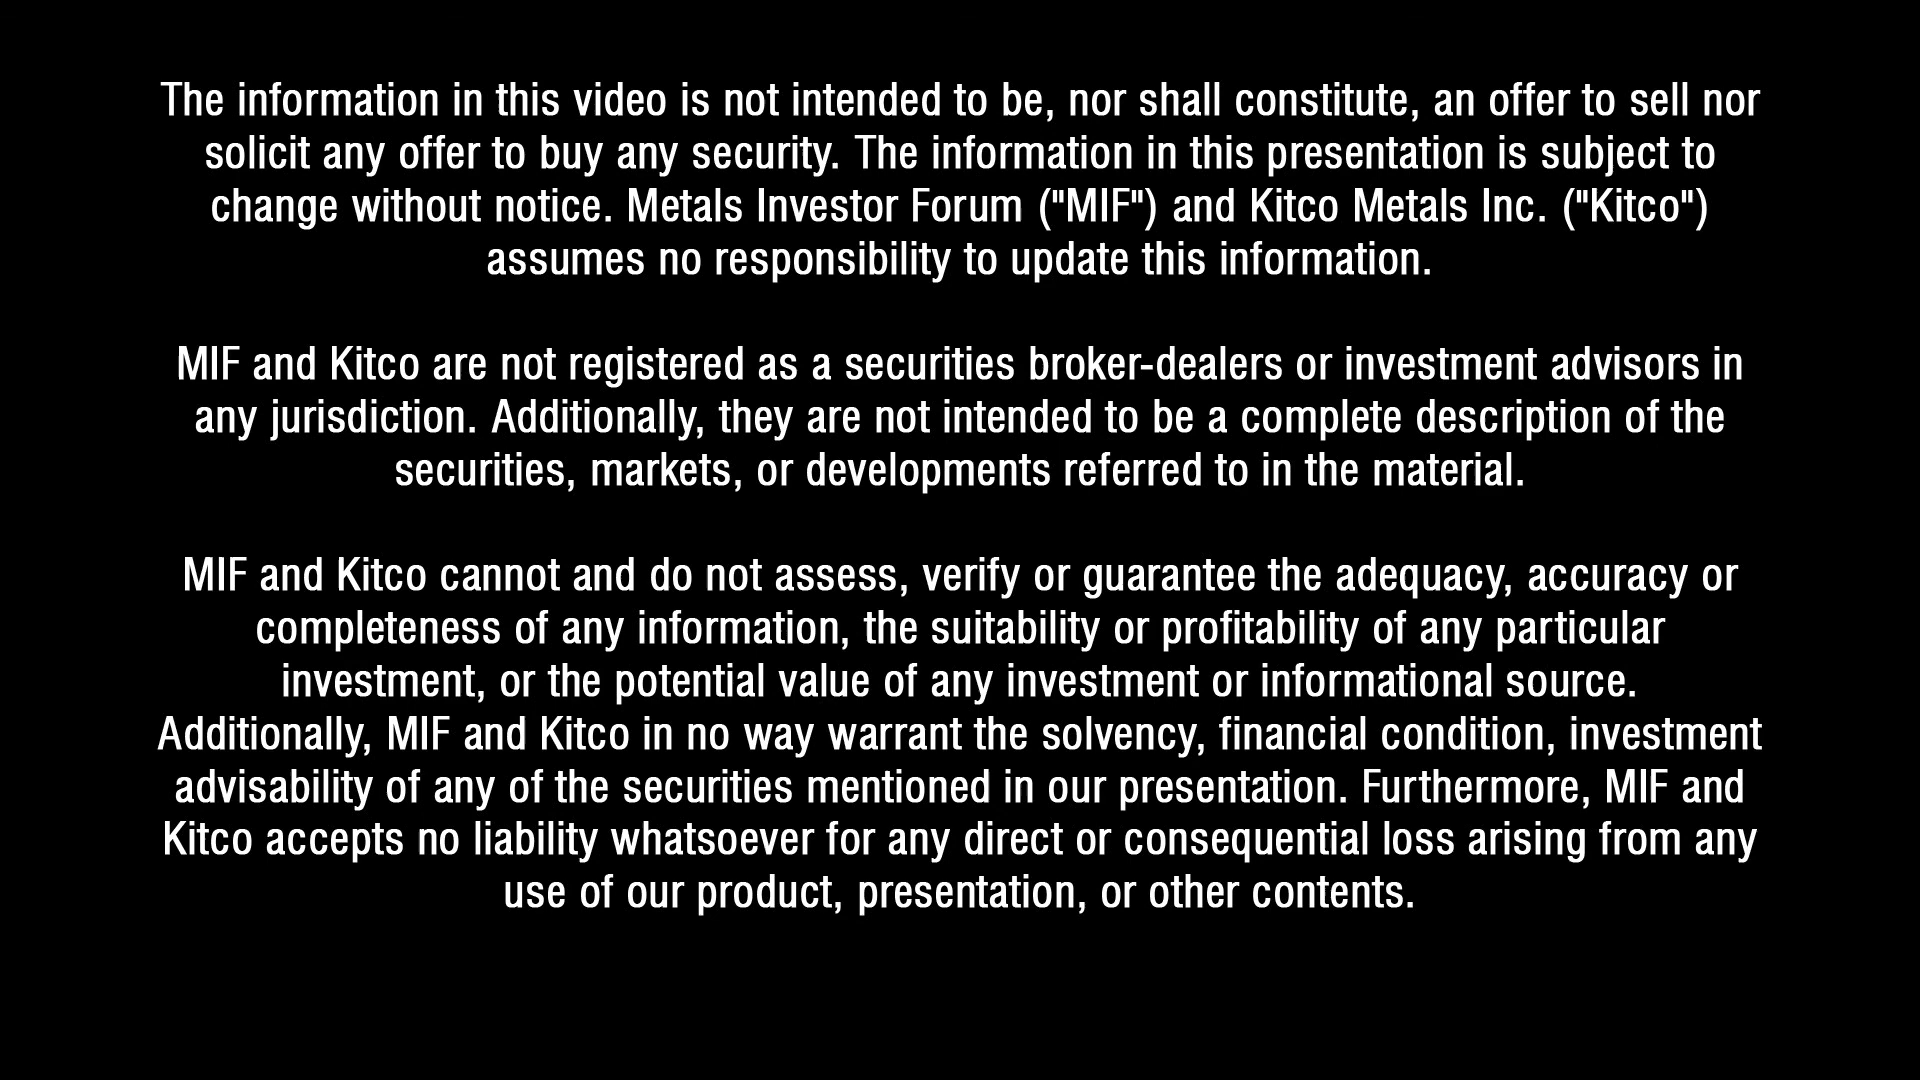 The information in this video is not intended to be, nor shall constitute, an offer to sell nor
solicit any offer to buy any security. The information in this presentation is subject to
change without notice. Metals Investor Forum ("MIF") and Kitco Metals Inc. ("Kitco")
assumes no responsibility to update this information.
MIF and Kitco are not registered as a securities broker-dealers or investment advisors in
any jurisdiction. Additionally, they are not intended to be a complete description of the
securities, markets, or developments referred to in the material.
MIF and Kitco cannot and do not assess, verify or guarantee the adequacy, accuracy or
completeness of any information, the suitability or profitability of any particular
investment, or the potential value of any investment or informational source.
Additionally, MIF and Kitco in no way warrant the solvency, financial condition, investment
advisability of any of the securities mentioned in our presentation. Furthermore, MIF and
Kitco accepts no liability whatsoever for any direct or consequential loss arising from any
use of our product, presentation, or other contents.